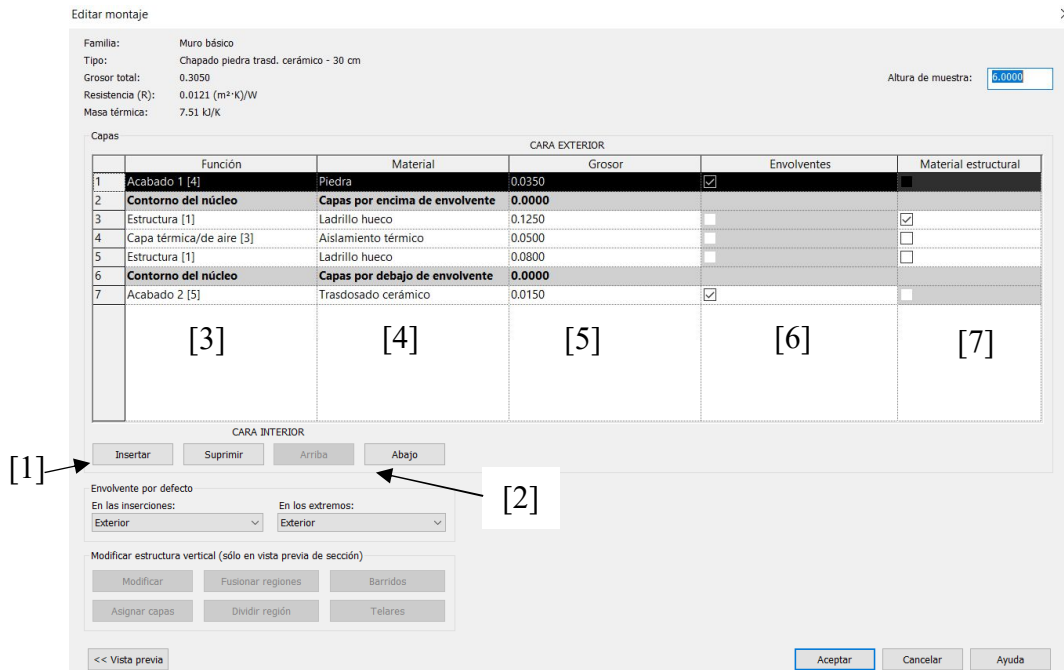 Editar montaje
Familia: Muro básico
Tipo: Chapado piedra trasd. cerámico - 30 cm
Grosor total: 0.3050
Altura de muestra: 6.0000
Resistencia (R): 0.0121 (m²·K)/W
Masa térmica: 7.51 kJ/K
Capas
CARA EXTERIOR
Función Material Grosor Envolventes Material estructural
1 Acabado 1 [4] Piedra 0.0350
2 Contorno del núcleo Capas por encima de envolvente 0.0000
3 Estructura [1] Ladrillo hueco 0.1250
4 Capa térmica/de aire [3] Aislamiento térmico 0.0500
5 Estructura [1] Ladrillo hueco 0.0800
6 Contorno del núcleo Capas por debajo de envolvente 0.0000
7 Acabado 2 [5] Trasdosado cerámico 0.0150
[3] [4] [5] [6] [7]
CARA INTERIOR
Insertar Suprimir Arriba Abajo
[1]
[2]
Envolvente por defecto
En las inserciones: En los extremos:
Exterior Exterior
Modificar estructura vertical (sólo en vista previa de sección)
Modificar Fusionar regiones Barridos
Asignar capas Dividir región Telares
<< Vista previa Aceptar Cancelar Ayuda